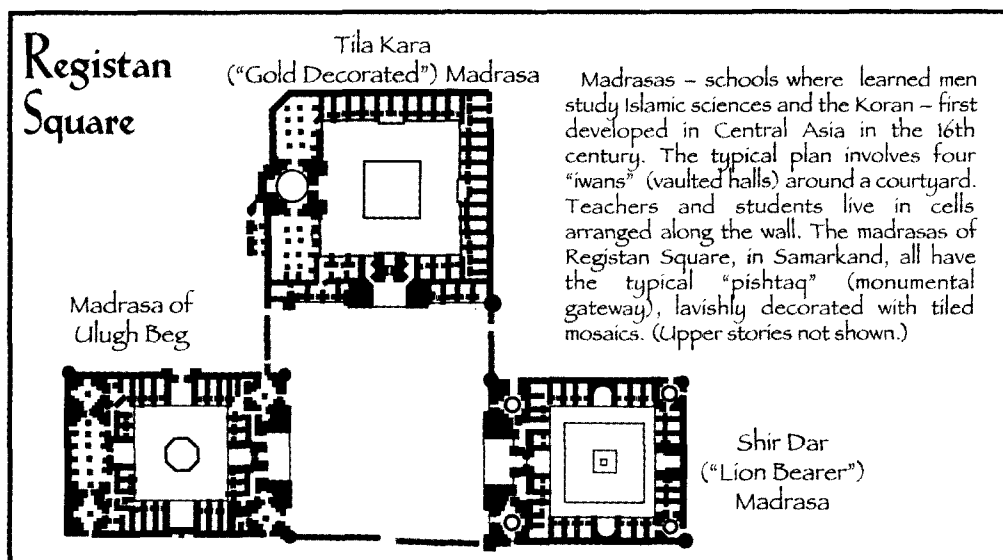 Registan
Square
Tila Kara
("Gold Decorated") Madrasa
Madrasas – schools where learned men
study Islamic sciences and the Koran – first
developed in Central Asia in the 16th
century. The typical plan involves four
"iwans" (vaulted halls) around a courtyard.
Teachers and students live in cells
arranged along the wall. The madrasas of
Registan Square, in Samarkand, all have
the typical "pishtaq" (monumental
gateway), lavishly decorated with tiled
mosaics. (Upper stories not shown.)
Madrasa of
Ulugh Beg
Shir Dar
("Lion Bearer")
Madrasa